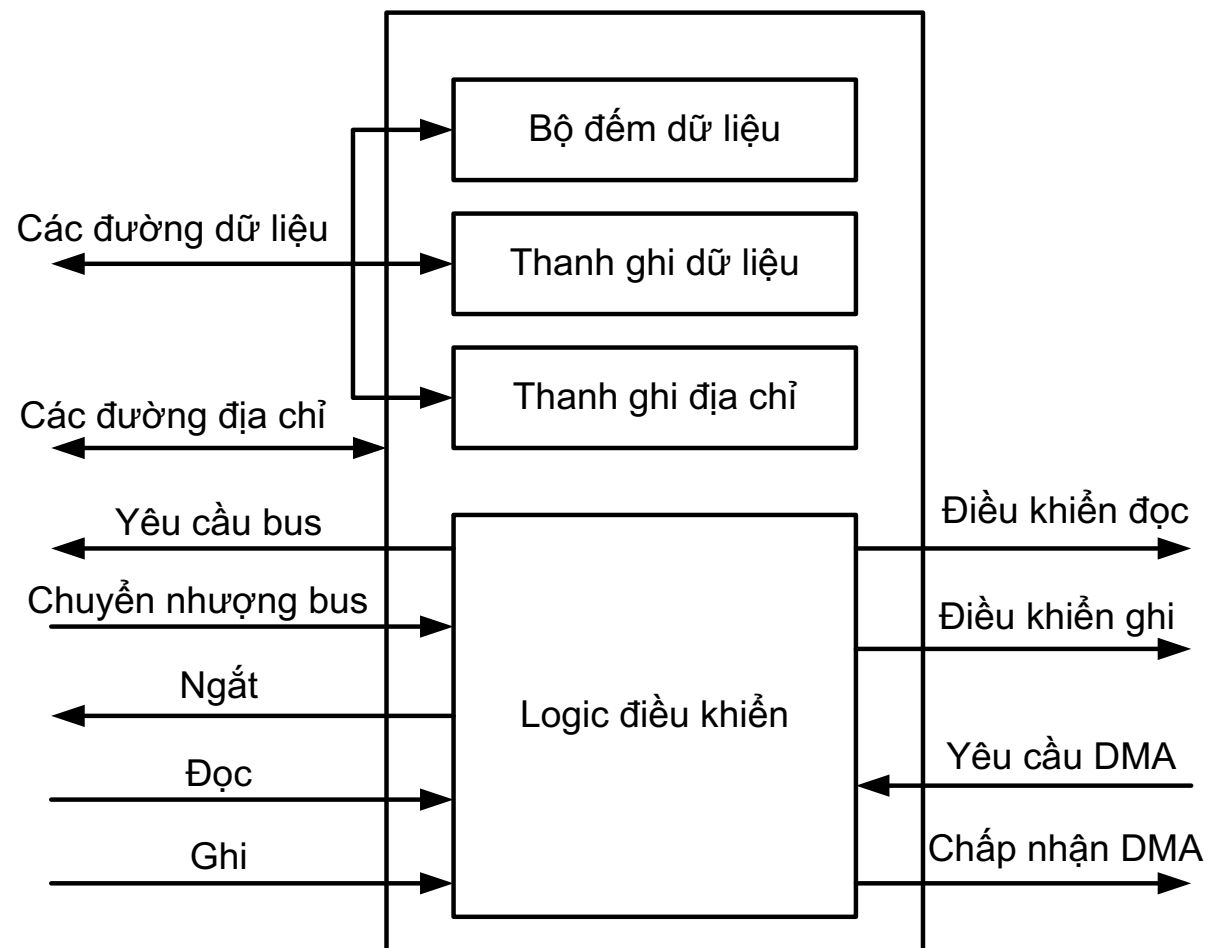 Bộ đếm dữ liệu
Các đường dữ liệu
Thanh ghi dữ liệu
Thanh ghi địa chỉ
Các đường địa chỉ
Yêu cầu bus
Điều khiển đọc
Chuyển nhượng bus
Điều khiển ghi
Ngắt
Logic điều khiển
Đọc
Yêu cầu DMA
Ghi
Chấp nhận DMA